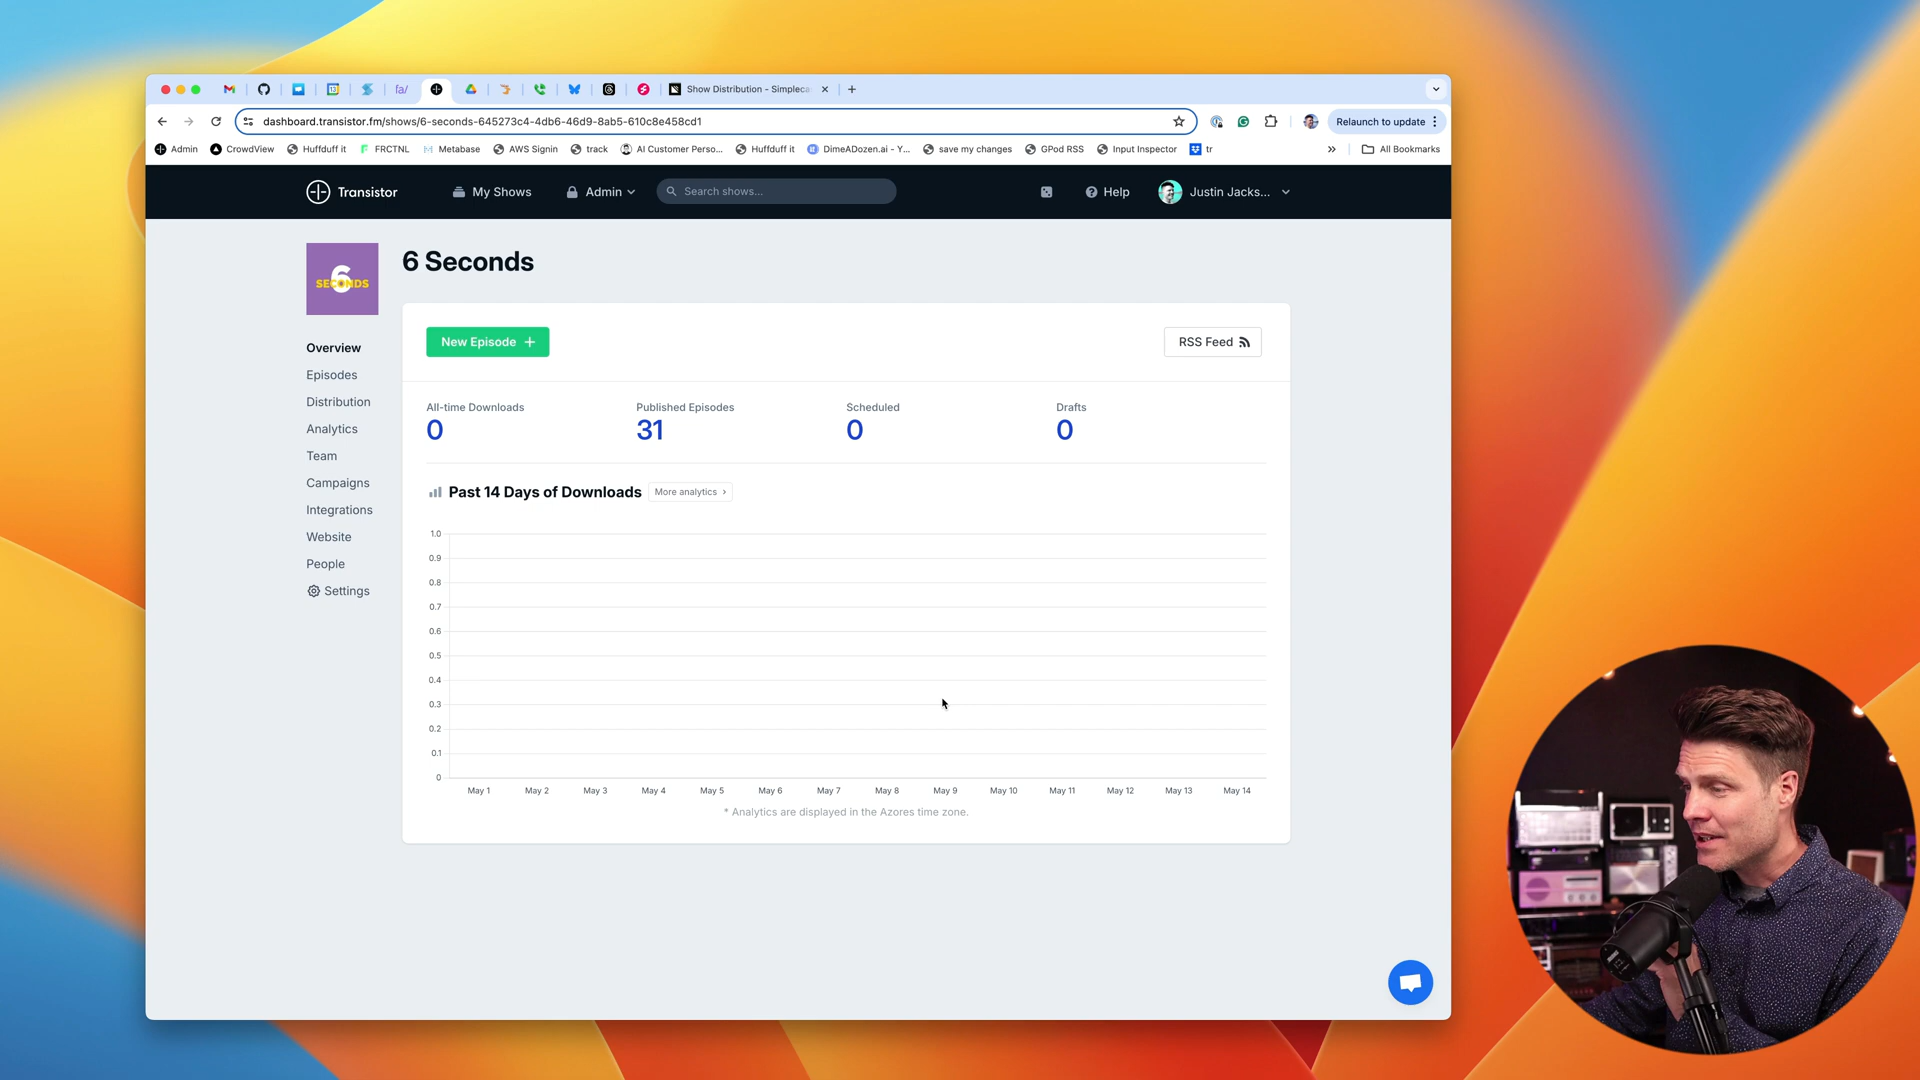 fa/
Show Distribution - Simpleca
dashboard.transistor.fm/shows/6-seconds-645273c4-4db6-46d9-8ab5-610c8e458cd1
Relaunch to update
Admin
CrowdView
Huffduff it
FRCTNL
Metabase
AWS Signin
track
AI Customer Perso...
Huffduff it
DimeADozen.ai - Y...
save my changes
GPod RSS
Input Inspector
tr
All Bookmarks
Transistor
My Shows
Admin
Search shows...
Help
Justin Jacks...
6
SECONDS
6 Seconds
Overview
Episodes
Distribution
Analytics
Team
Campaigns
Integrations
Website
People
Settings
New Episode +
RSS Feed
All-time Downloads
0
Published Episodes
31
Scheduled
0
Drafts
0
Past 14 Days of Downloads
More analytics ›
1.0
0.9
0.8
0.7
0.6
0.5
0.4
0.3
0.2
0.1
0
May 1 May 2 May 3 May 4 May 5 May 6 May 7 May 8 May 9 May 10 May 11 May 12 May 13 May 14
* Analytics are displayed in the Azores time zone.